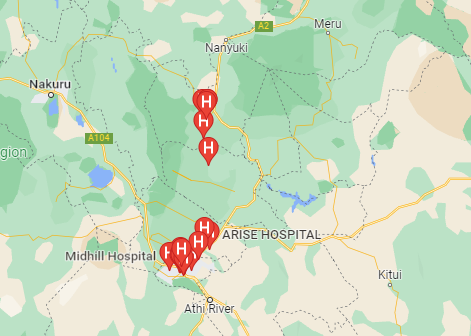 A2
Meru
Nanyuki
Nakuru
H
H
A104
H
gion
H
ARISE HOSPITAL
H
Midhill Hospital
H
H
Kitui
Athi River